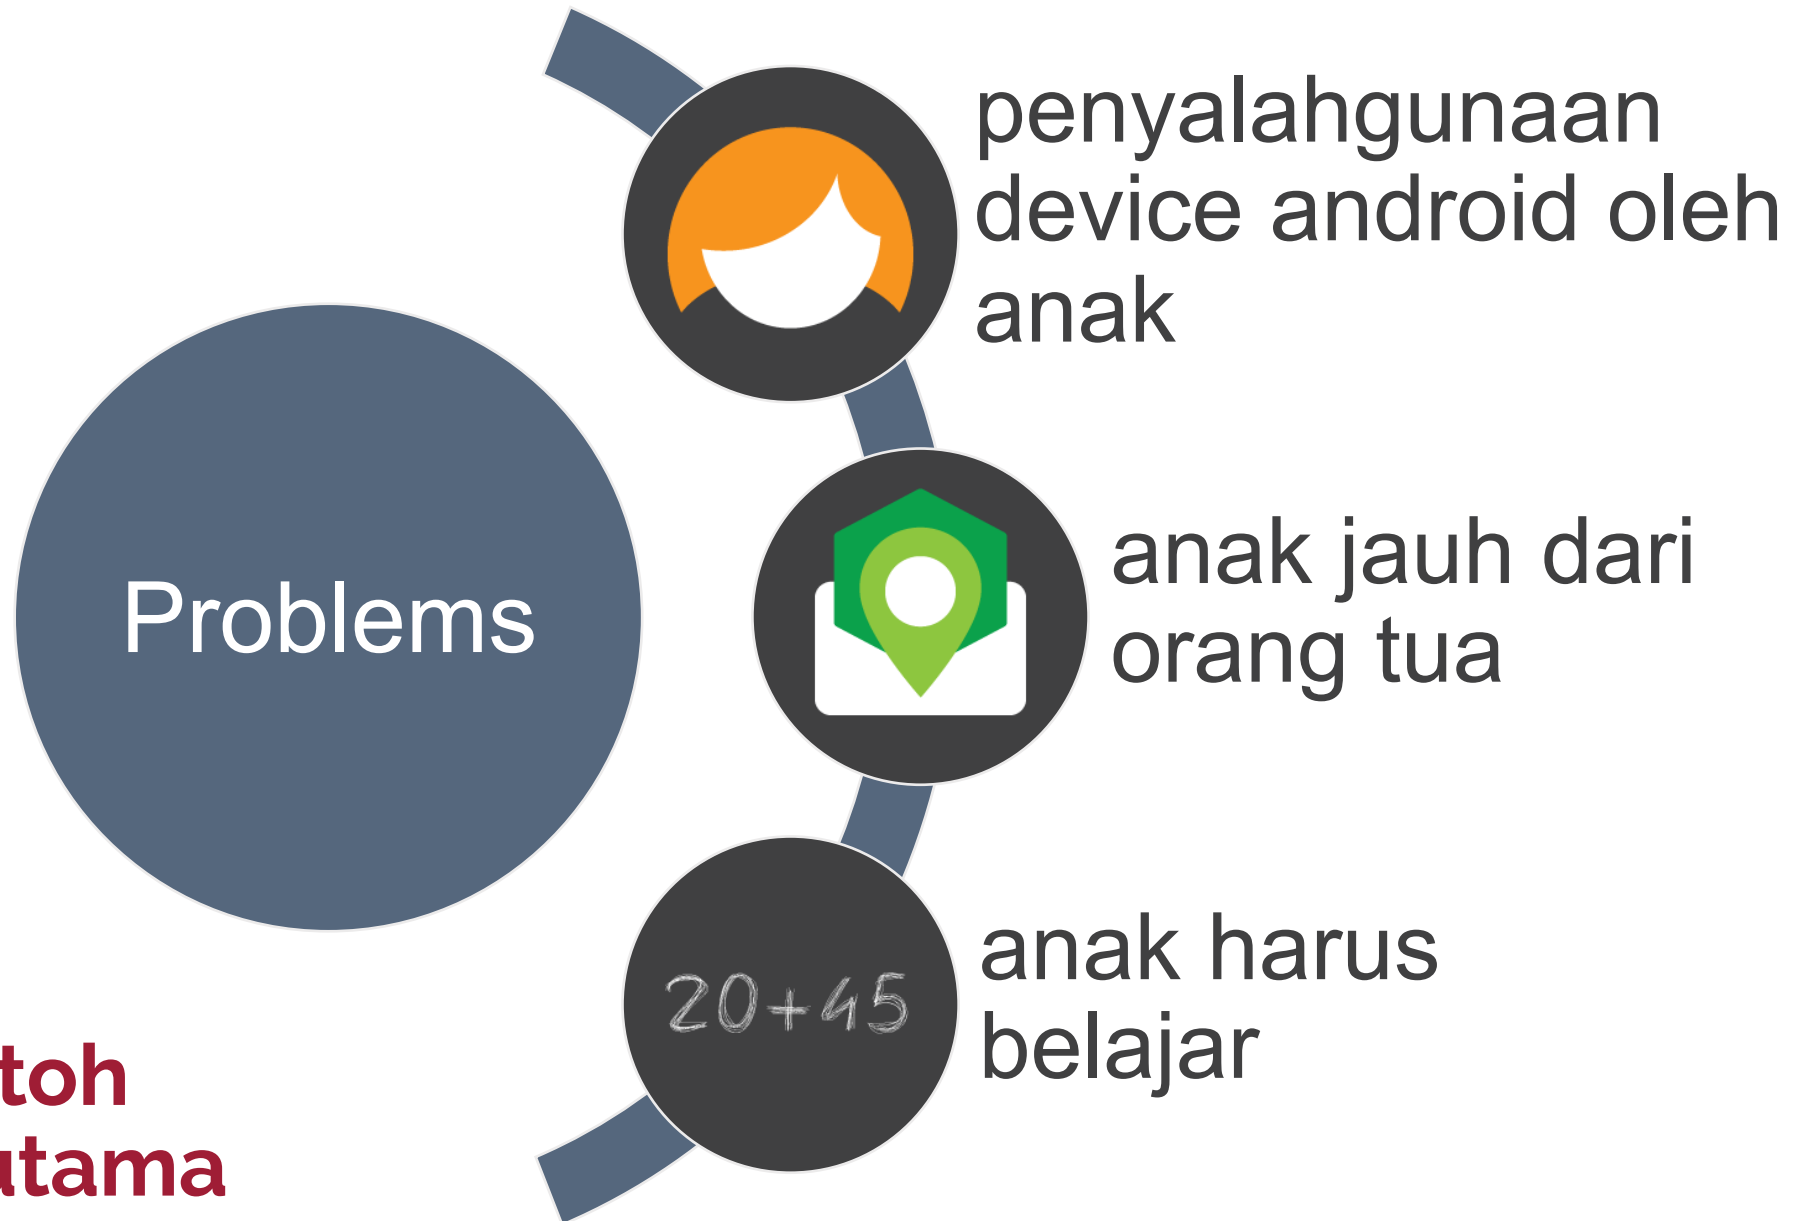 Problems
penyalahgunaan
device android oleh
anak
anak jauh dari
orang tua
20+45
anak harus
belajar
toh
utama